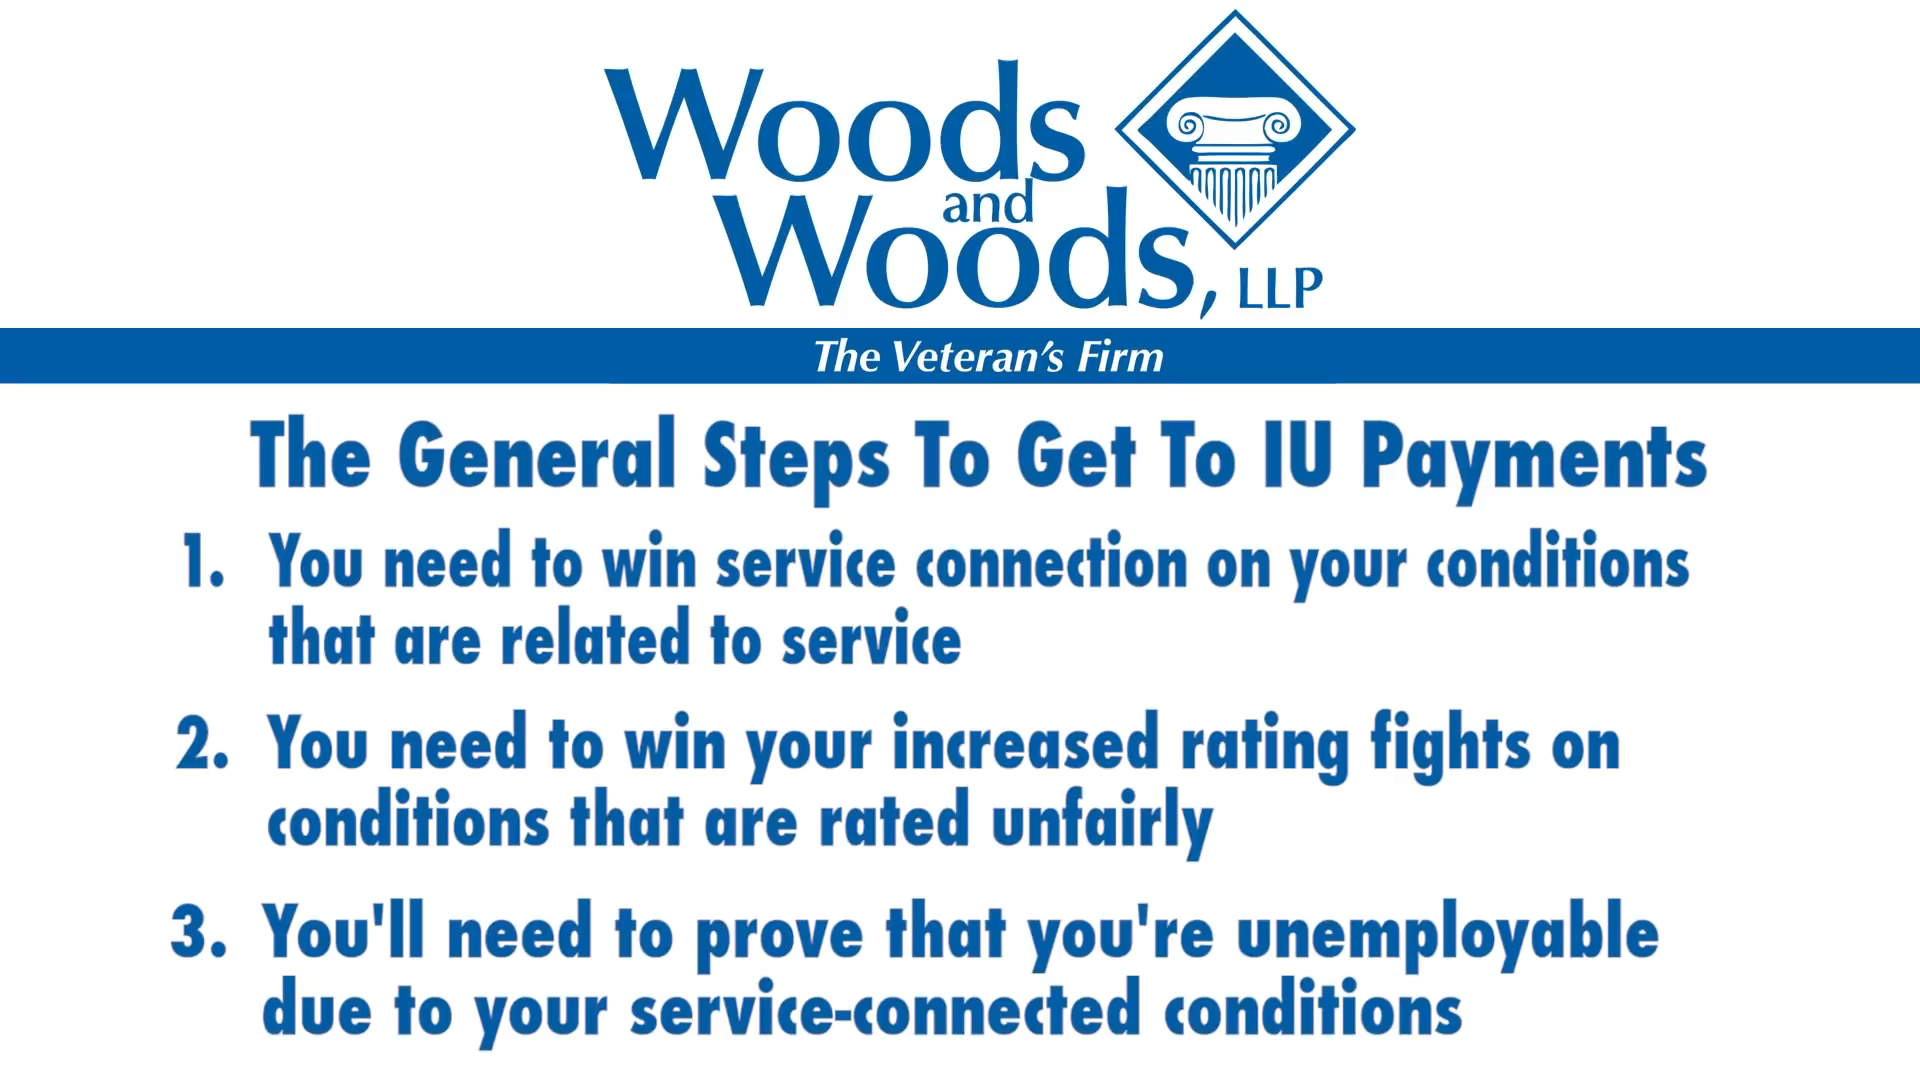 Woods
and
Woods, LLP
The Veteran's Firm
The General Steps To Get To IU Payments
1. You need to win service connection on your conditions
that are related to service
2. You need to win your increased rating fights on
conditions that are rated unfairly
3. You'll need to prove that you're unemployable
due to your service-connected conditions